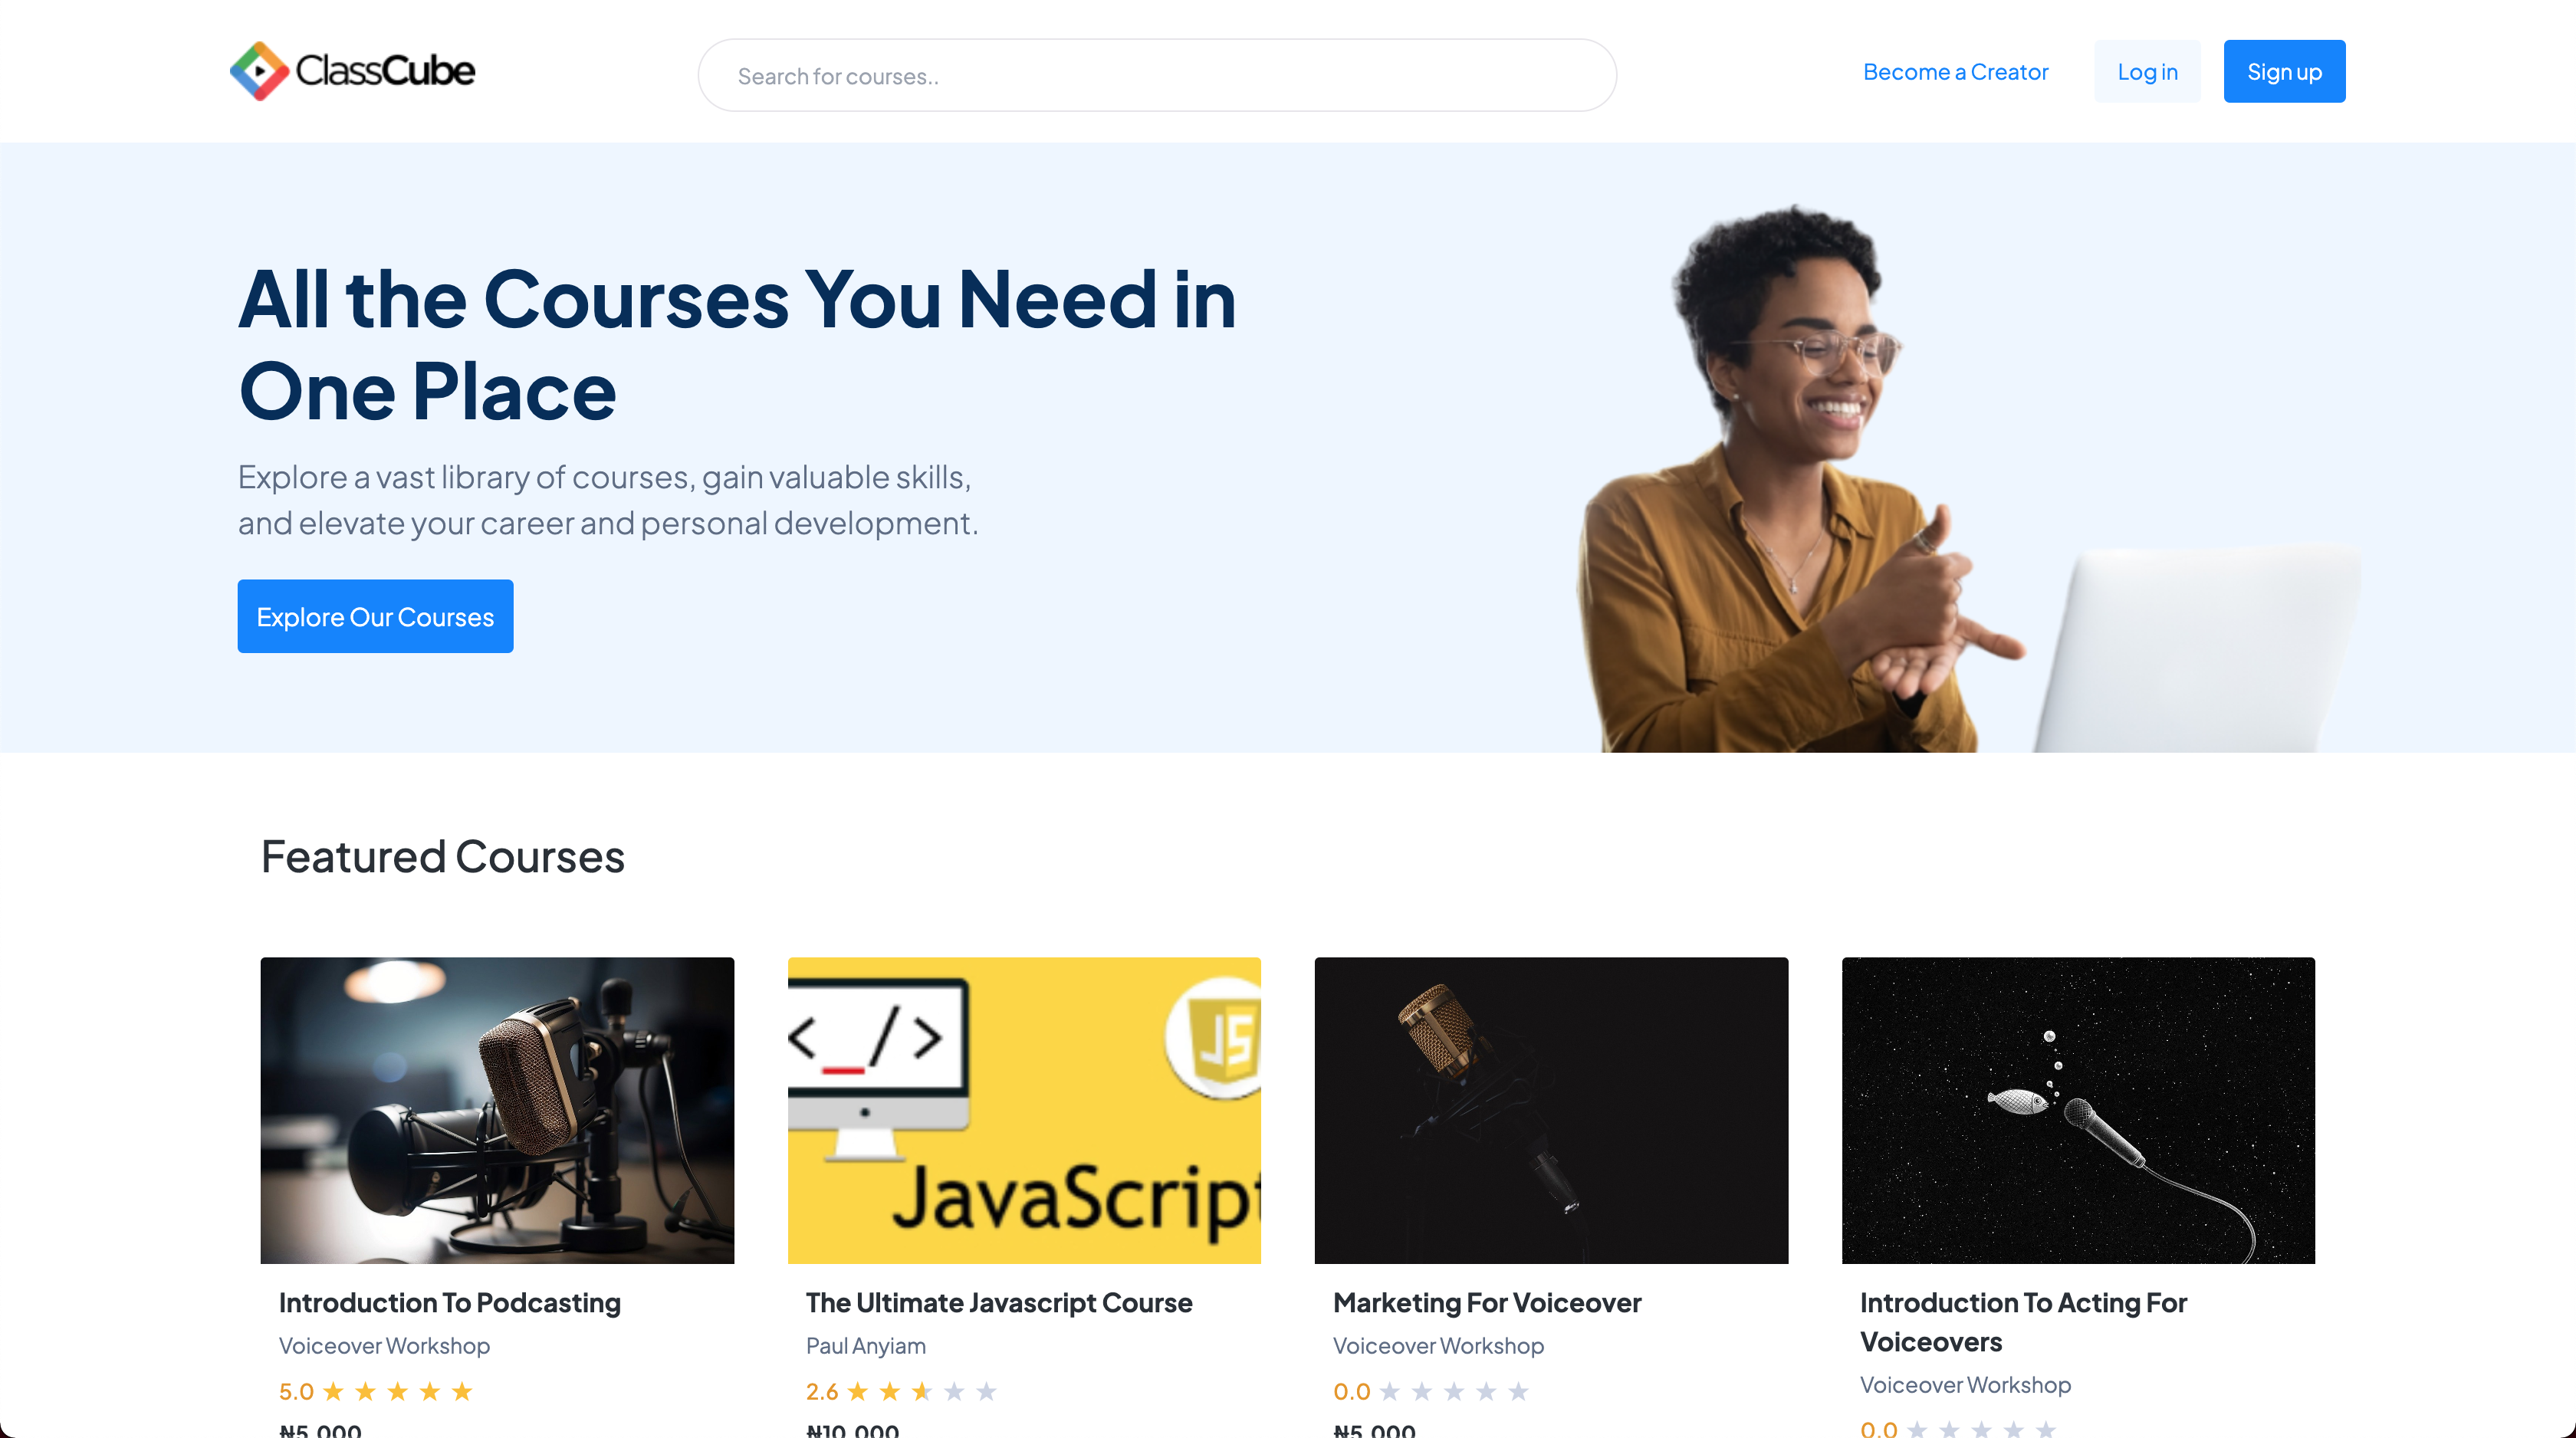 ClassCube
Search for courses..
Become a Creator
Log in
Sign up
All the Courses You Need in
One Place
Explore a vast library of courses, gain valuable skills,
and elevate your career and personal development.
Explore Our Courses
Featured Courses
< _/>
JS
JavaScript
Introduction To Podcasting
Voiceover Workshop
5.0
₦5,000
The Ultimate Javascript Course
Paul Anyiam
2.6
₦10,000
Marketing For Voiceover
Voiceover Workshop
0.0
₦5,000
Introduction To Acting For
Voiceovers
Voiceover Workshop
0.0